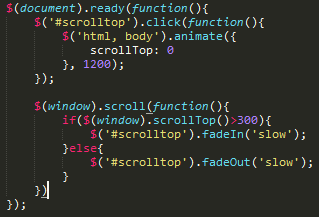 $(document).ready(function(){
    $('#scrolltop').click(function(){
        $('html, body').animate({
            scrollTop: 0
        }, 1200);
    });

    $(window).scroll(function(){
        if($(window).scrollTop()>300){
            $('#scrolltop').fadeIn('slow');
        }else{
            $('#scrolltop').fadeOut('slow');
        }
    })
});